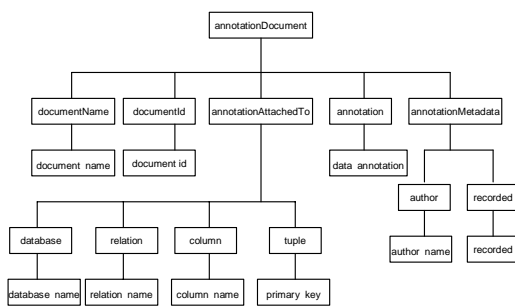 annotationDocument
documentName
documentId
annotationAttachedTo
annotation
annotationMetadata
document name
document id
data annotation
author
recorded
database
relation
column
tuple
author name
recorded
database name
relation name
column name
primary key